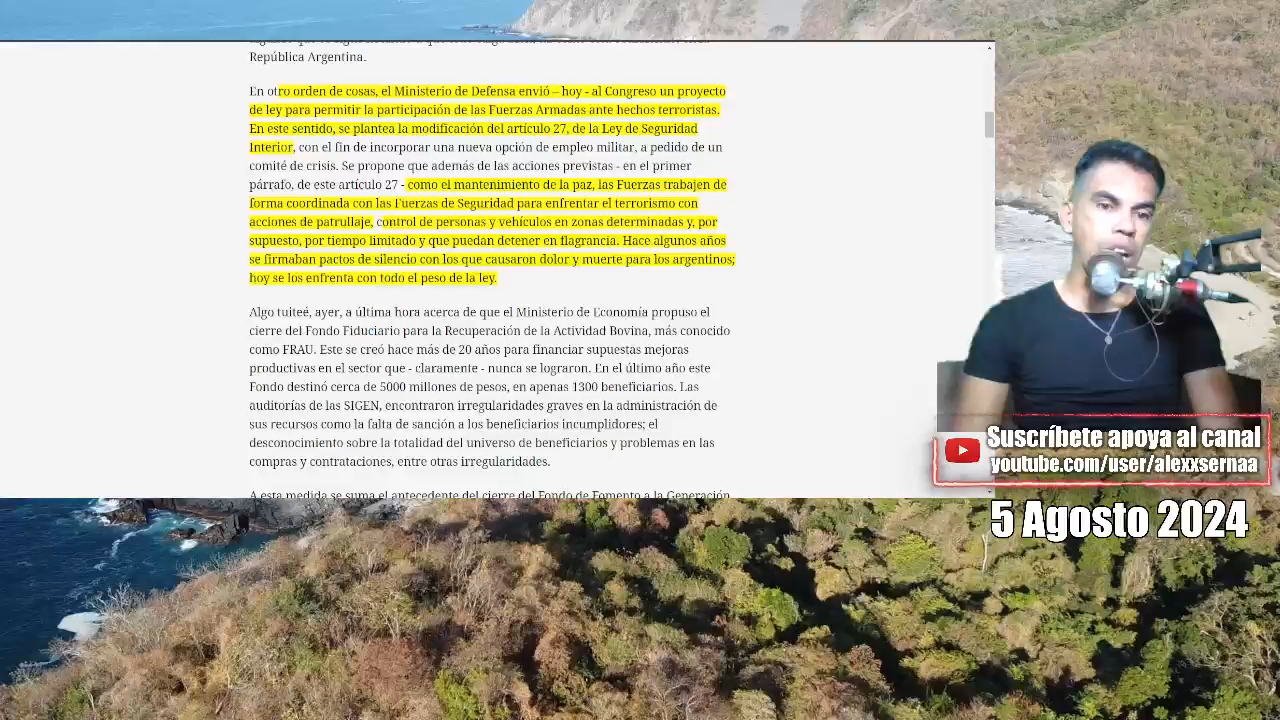 República Argentina.
En otro orden de cosas, el Ministerio de Defensa envió – hoy - al Congreso un proyecto
de ley para permitir la participación de las Fuerzas Armadas ante hechos terroristas.
En este sentido, se plantea la modificación del artículo 27, de la Ley de Seguridad
Interior, con el fin de incorporar una nueva opción de empleo militar, a pedido de un
comité de crisis. Se propone que además de las acciones previstas - en el primer
párrafo, de este artículo 27 - como el mantenimiento de la paz, las Fuerzas trabajen de
forma coordinada con las Fuerzas de Seguridad para enfrentar el terrorismo con
acciones de patrullaje, control de personas y vehículos en zonas determinadas y, por
supuesto, por tiempo limitado y que puedan detener en flagrancia. Hace algunos años
se firmaban pactos de silencio con los que causaron dolor y muerte para los argentinos;
hoy se los enfrenta con todo el peso de la ley.
Algo tuiteé, ayer, a última hora acerca de que el Ministerio de Economía propuso el
cierre del Fondo Fiduciario para la Recuperación de la Actividad Bovina, más conocido
como FRAU. Este se creó hace más de 20 años para financiar supuestas mejoras
productivas en el sector que - claramente - nunca se lograron. En el último año este
Fondo destinó cerca de 5000 millones de pesos, en apenas 1300 beneficiarios. Las
auditorías de las SIGEN, encontraron irregularidades graves en la administración de
sus recursos como la falta de sanción a los beneficiarios incumplidores; el
desconocimiento sobre la totalidad del universo de beneficiarios y problemas en las
compras y contrataciones, entre otras irregularidades.
A esta medida se suma el antecedente del cierre del Fondo de Fomento a la Generación
Suscríbete apoya al canal
youtube.com/user/alexxsernaa
5 Agosto 2024